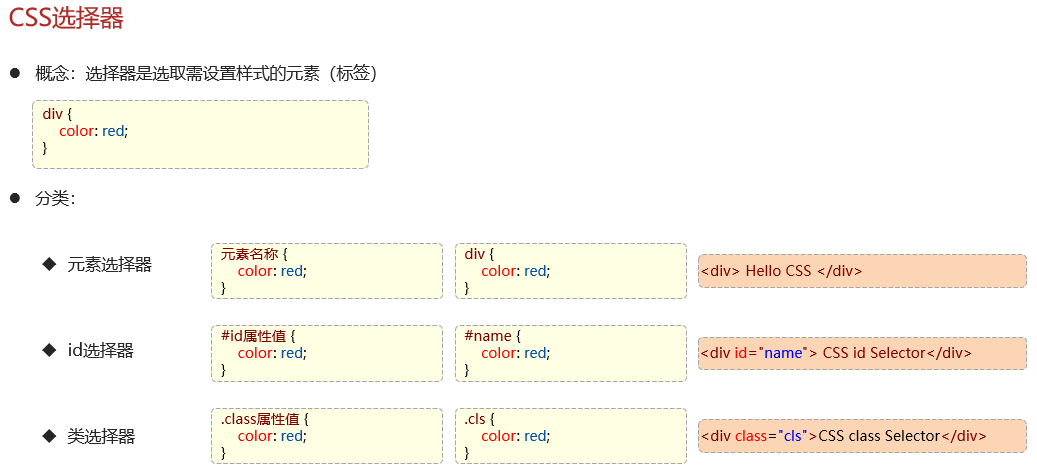 CSS选择器
● 概念：选择器是选取需设置样式的元素（标签）
div {
color: red;
}
● 分类：
◆ 元素选择器
元素名称 {
color: red;
}
div {
color: red;
}
<div> Hello CSS </div>
◆ id选择器
#id属性值 {
color: red;
}
#name {
color: red;
}
<div id="name"> CSS id Selector</div>
◆ 类选择器
.class属性值 {
color: red;
}
.cls {
color: red;
}
<div class="cls">CSS class Selector</div>